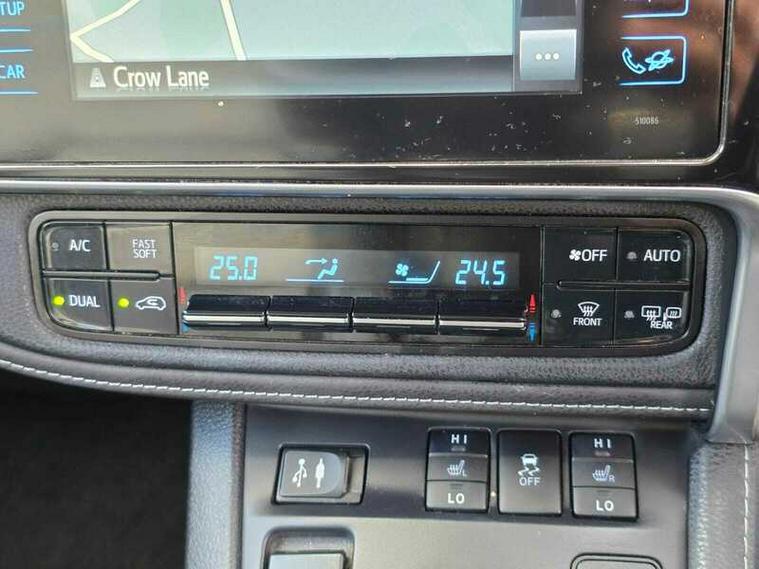 TUP
CAR
Crow Lane
510086
A/C
FAST
SOFT
25.0
24.5
OFF
AUTO
DUAL
FRONT
REAR
HI
L
LO
OFF
HI
R
LO